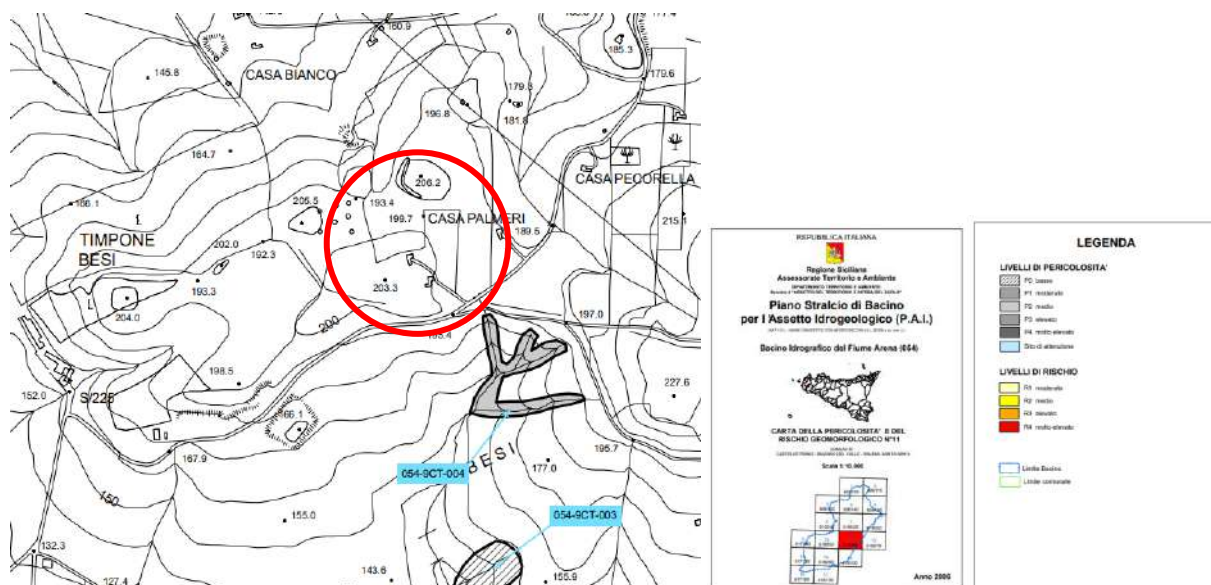 160.9
185.3
179.6
145.8
CASA BIANCO
179.3
196.8
181.8
164.7
CASA PECORELLA
206.2
205.5
193.4
166.1
199.7
CASA PALMERI
215.1
189.5
TIMPONE
BESI
202.0
192.3
193.3
203.3
204.0
200
197.0
193.4
198.5
227.6
152.0
S/225
166.1
195.7
167.9
BESI
177.0
054-9CT-004
150
155.0
054-9CT-003
132.3
143.6
155.9
127.4
REPUBBLICA ITALIANA
Regione Siciliana
Assessorato Territorio e Ambiente
Piano Stralcio di Bacino
per l'Assetto Idrogeologico (P.A.I.)
Bacino Idrografico del Fiume Arena (054)
CARTA DELLA PERICOLOSITA' E DEL
RISCHIO GEOMORFOLOGICO N°11
Scala 1:10.000
Anno 2006
LEGENDA
LIVELLI DI PERICOLOSITA'
P0 basso
P1 moderato
P2 medio
P3 elevato
P4 molto elevato
Sito di attenzione
LIVELLI DI RISCHIO
R1 moderato
R2 medio
R3 elevato
R4 molto elevato
Limite Bacino
Limite comunale